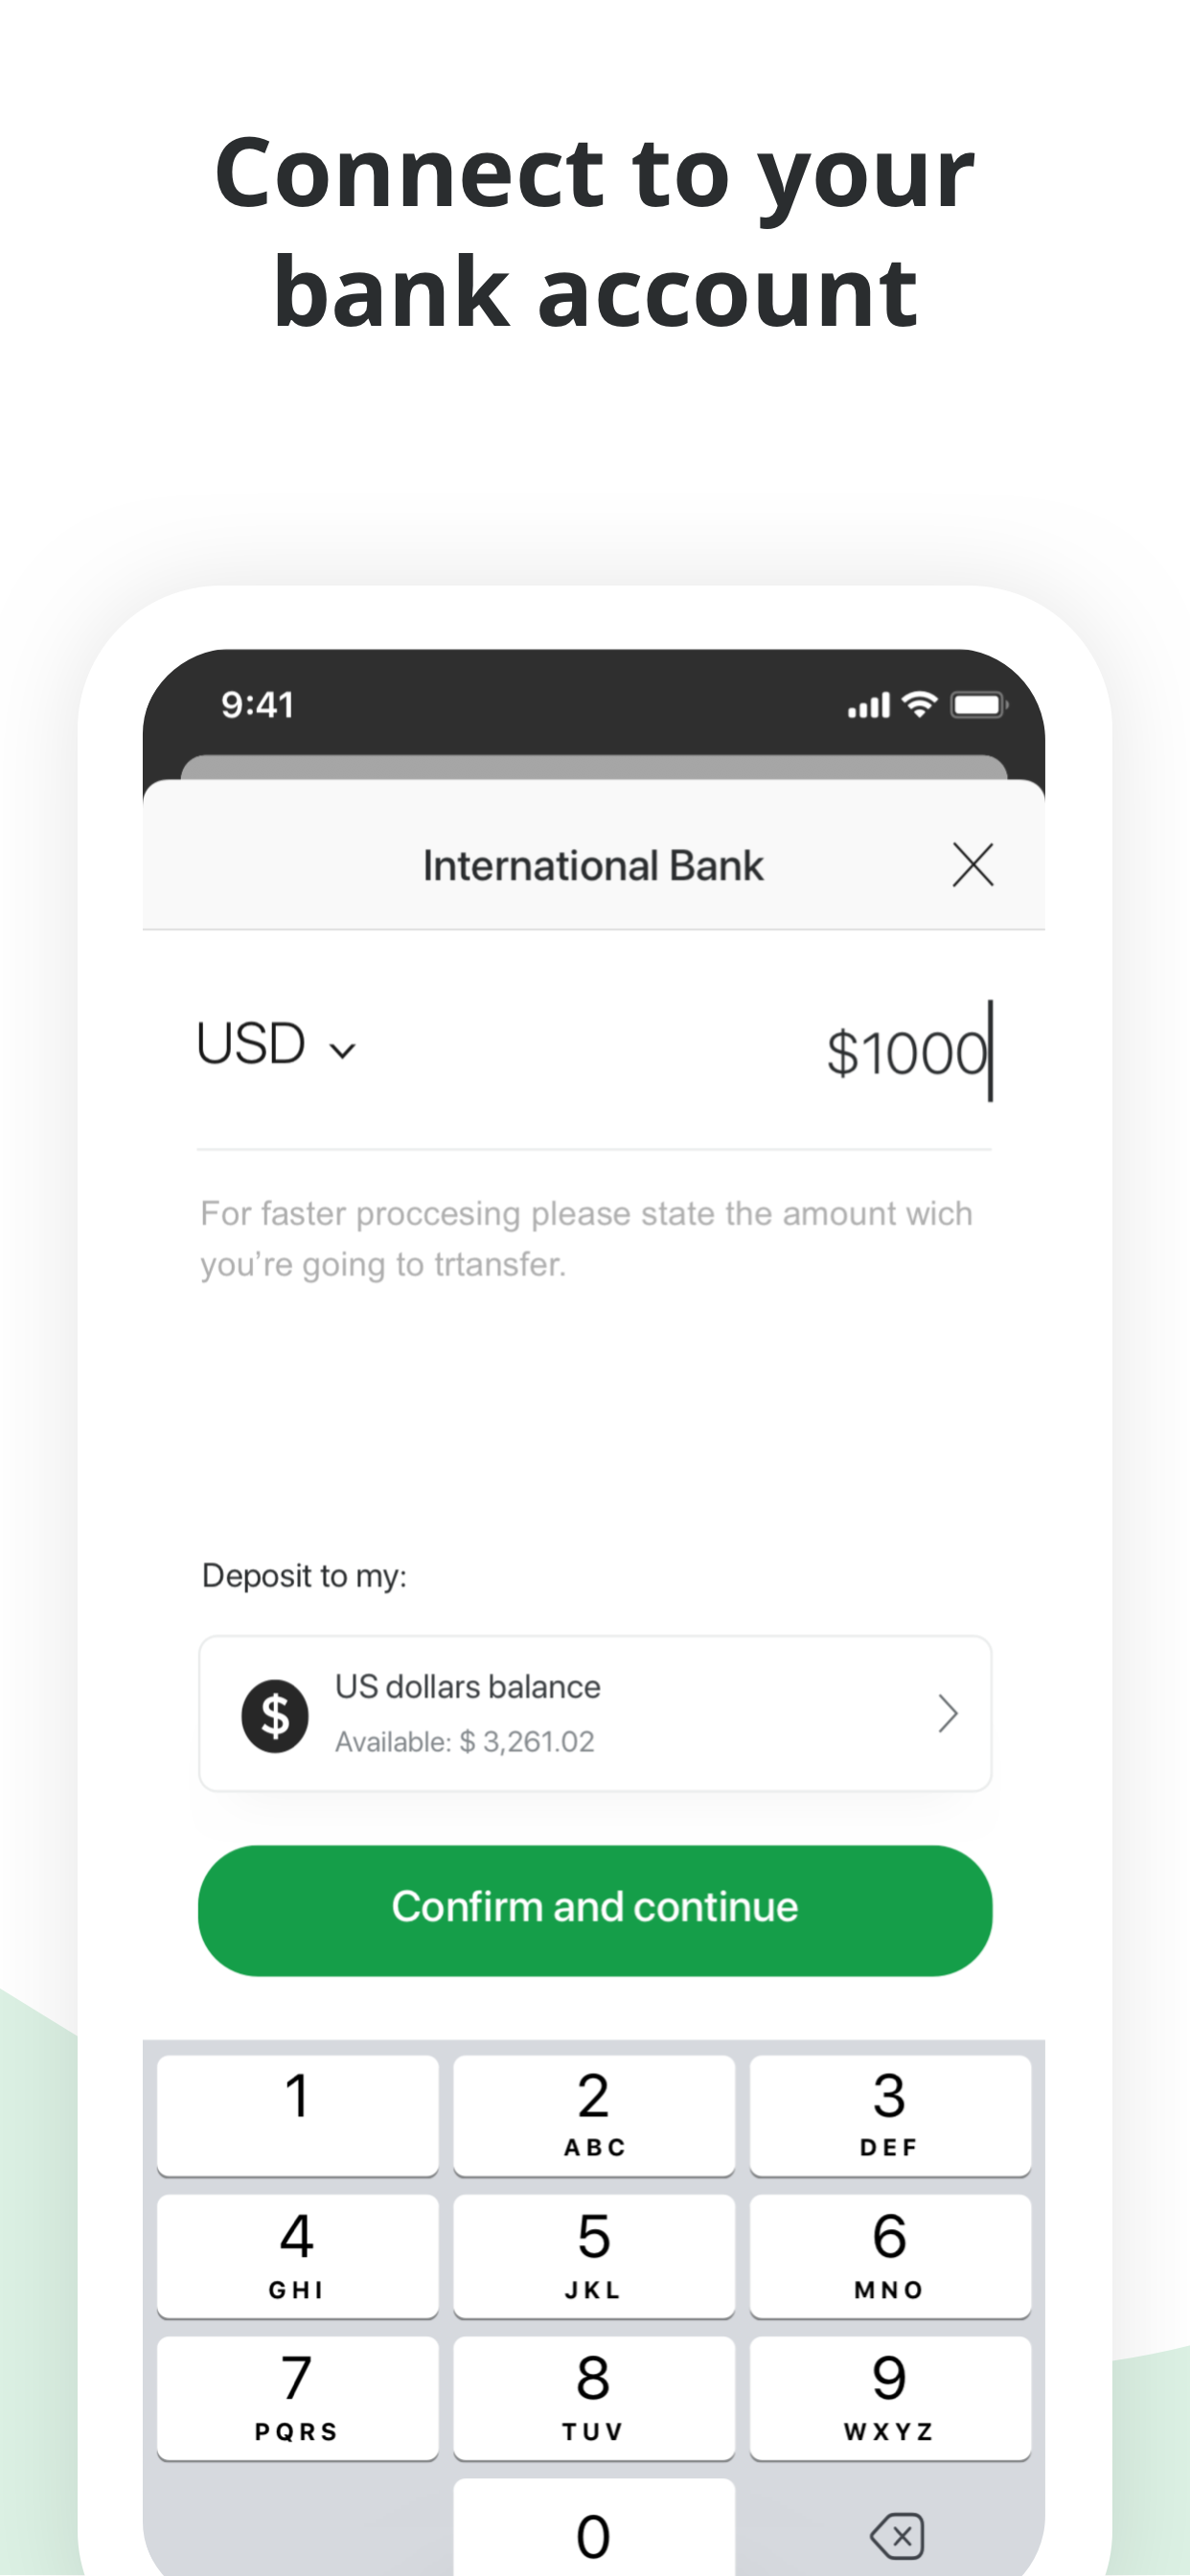 Connect to your
bank account
9:41
International Bank
USD
$1000
For faster proccesing please state the amount wich
you're going to trtansfer.
Deposit to my:
US dollars balance
Available: $ 3,261.02
Confirm and continue
1 2 3
ABC DEF
4 5 6
GHI JKL MNO
7 8 9
PQRS TUV WXYZ
0